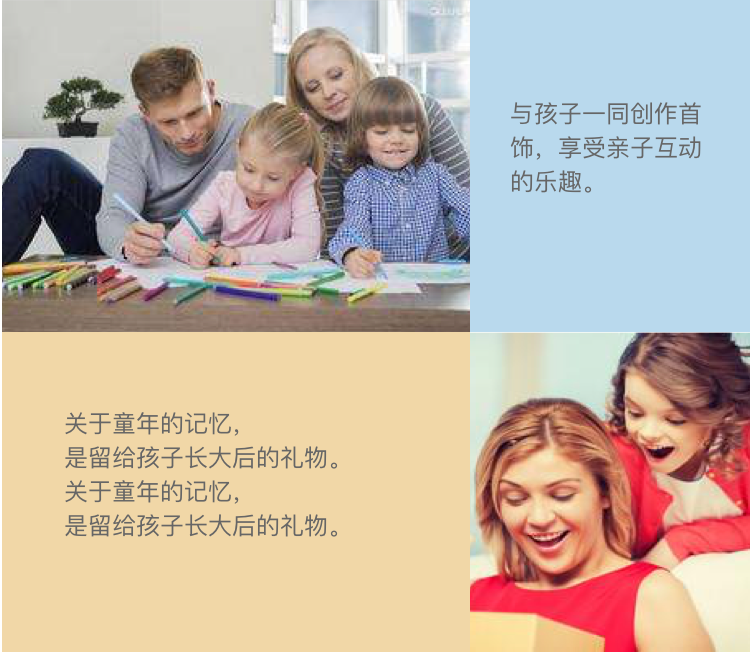 与孩子一同创作首
饰，享受亲子互动
的乐趣。
关于童年的记忆，
是留给孩子长大后的礼物。
关于童年的记忆，
是留给孩子长大后的礼物。